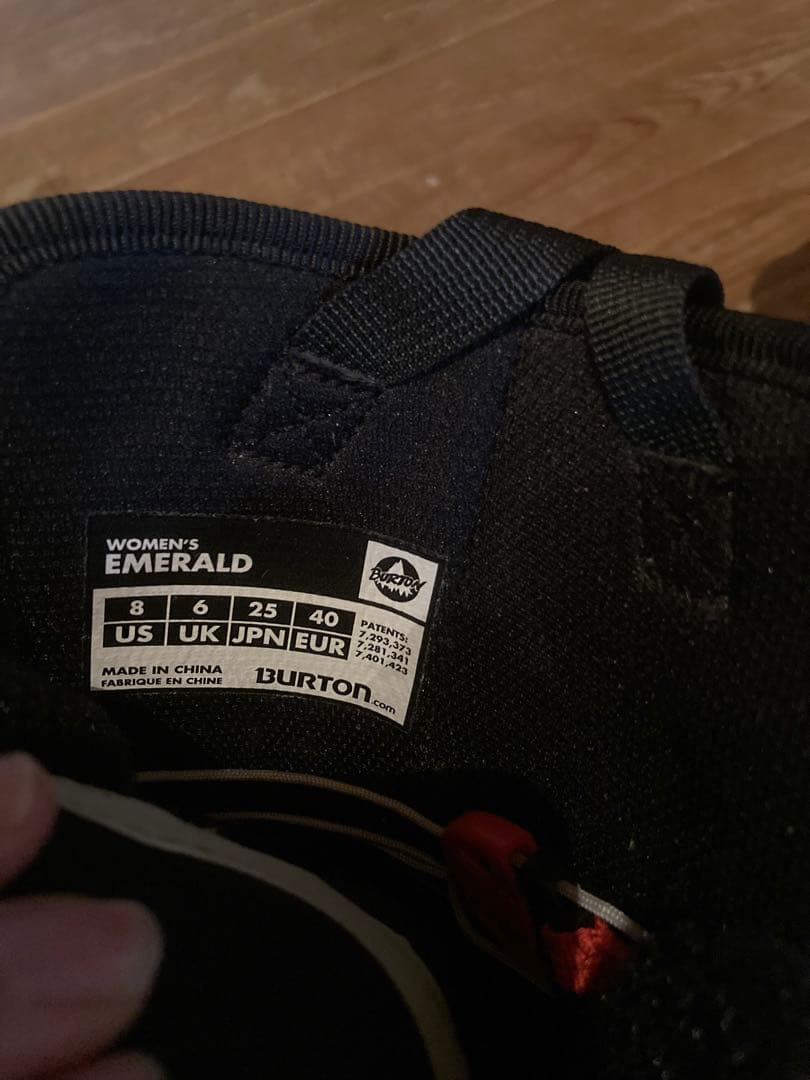 WOMEN'S
EMERALD
BURTON
8 6 25 40
US UK JPN EUR
PATENTS:
7,293,373
7,281,341
7,401,423
MADE IN CHINA
FABRIQUE EN CHINE
BURTON.com